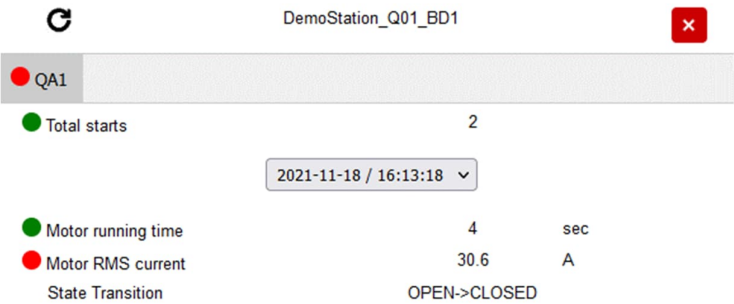 DemoStation_Q01_BD1
QA1
Total starts 2
2021-11-18 / 16:13:18
Motor running time 4 sec
Motor RMS current 30.6 A
State Transition OPEN->CLOSED